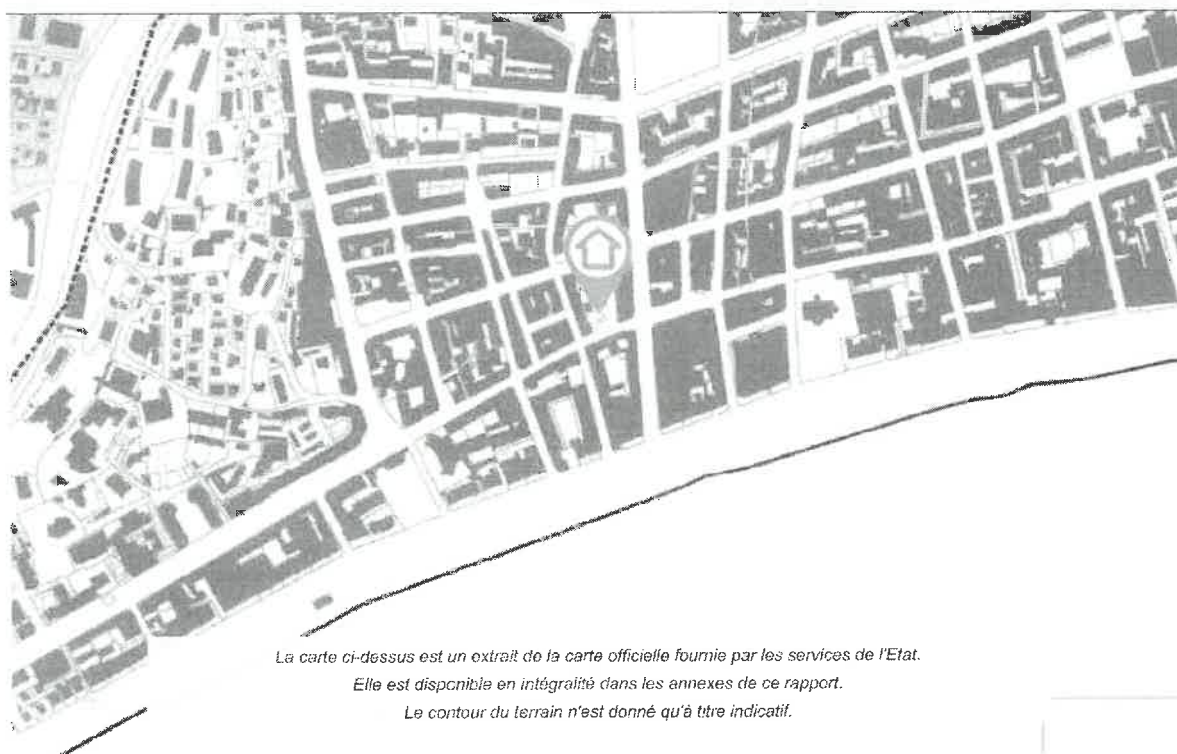 La carte ci-dessus est un extrait de la carte officielle fournie par les services de l'Etat.
Elle est disponible en intégralité dans les annexes de ce rapport.
Le contour du terrain n'est donné qu'à titre indicatif.